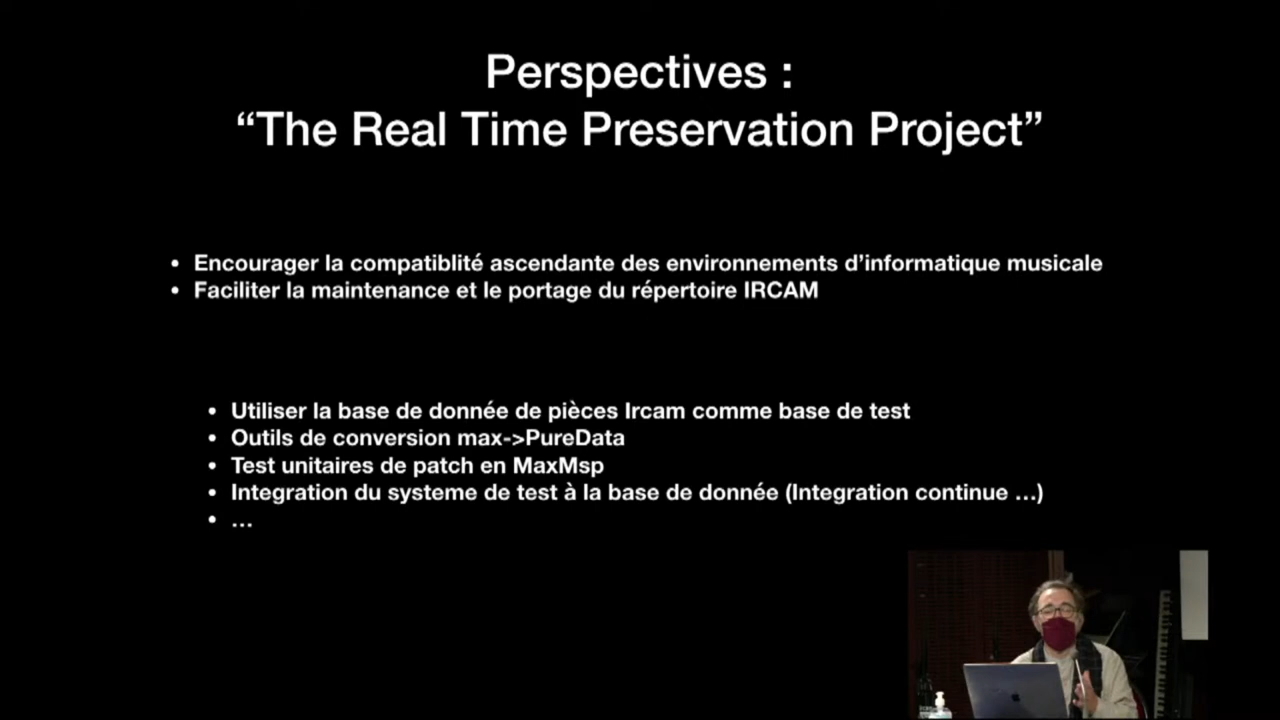 Perspectives :
“The Real Time Preservation Project”
• Encourager la compatiblité ascendante des environnements d’informatique musicale
• Faciliter la maintenance et le portage du répertoire IRCAM
• Utiliser la base de donnée de pièces Ircam comme base de test
• Outils de conversion max->PureData
• Test unitaires de patch en MaxMsp
• Integration du systeme de test à la base de donnée (Integration continue ...)
• ...